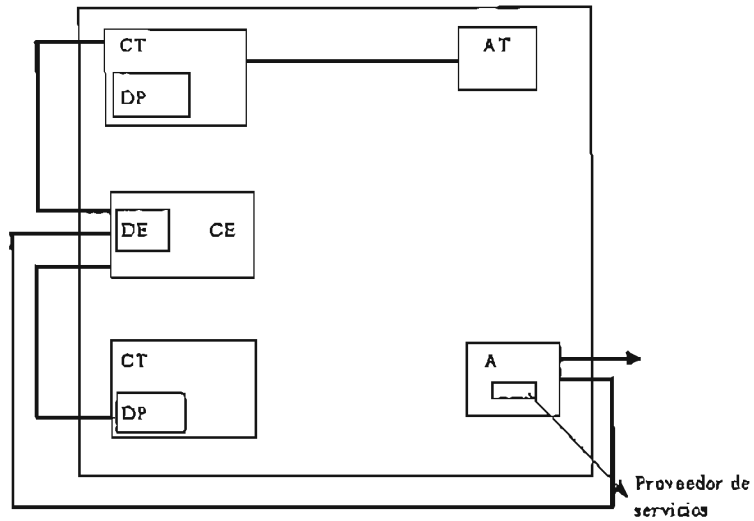 CT
AT
DP
DE
CE
CT
A
DP
Proveedor de
servicios